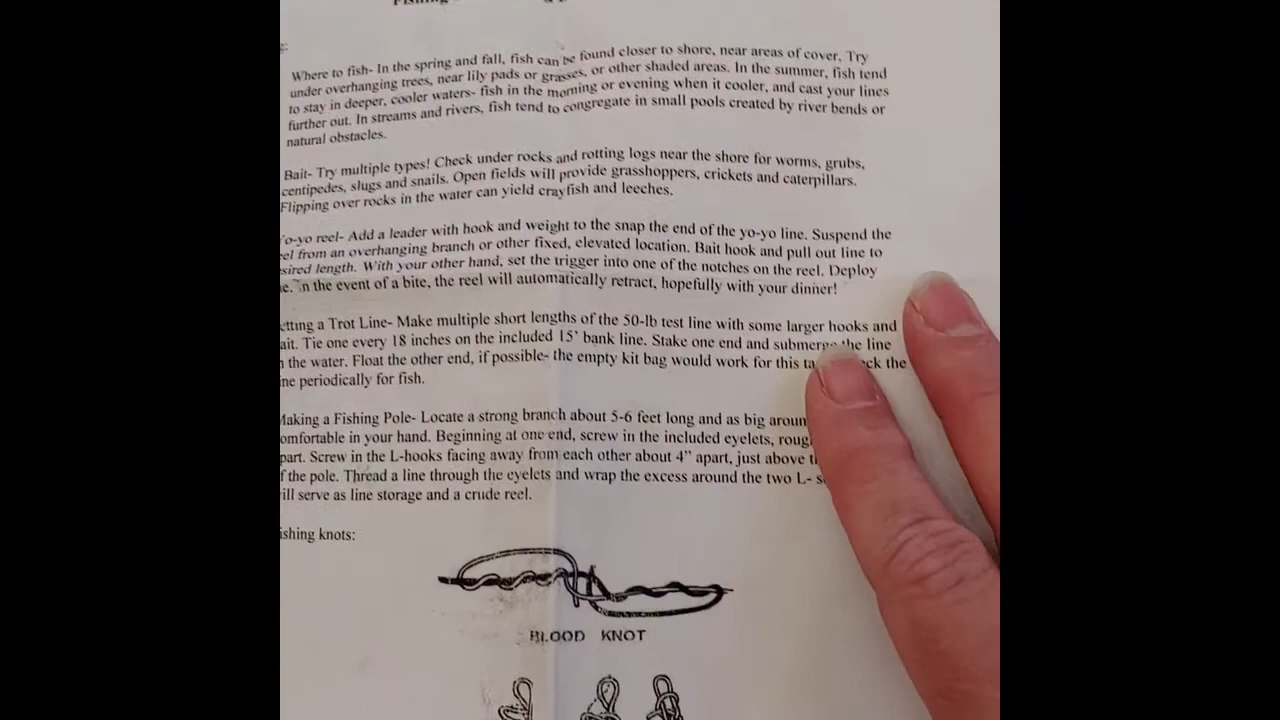 Where to fish- In the spring and fall, fish can be found closer to shore, near areas of cover. Try
under overhanging trees, near lily pads or grasses, or other shaded areas. In the summer, fish tend
to stay in deeper, cooler waters- fish in the morning or evening when it cooler, and cast your lines
further out. In streams and rivers, fish tend to congregate in small pools created by river bends or
natural obstacles.
Bait- Try multiple types! Check under rocks and rotting logs near the shore for worms, grubs,
centipedes, slugs and snails. Open fields will provide grasshoppers, crickets and caterpillars.
Flipping over rocks in the water can yield crayfish and leeches.
Yo-yo reel- Add a leader with hook and weight to the snap the end of the yo-yo line. Suspend the
from an overhanging branch or other fixed, elevated location. Bait hook and pull out line to
length. With your other hand, set the trigger into one of the notches on the reel. Deploy
In the event of a bite, the reel will automatically retract, hopefully with your dinner!
a Trot Line- Make multiple short lengths of the 50-lb test line with some larger hooks and
Tie one every 18 inches on the included 15' bank line. Stake one end and submerge the line
the water. Float the other end, if possible- the empty kit bag would work for this the
periodically for fish.
Making a Fishing Pole- Locate a strong branch about 5-6 feet long and as big
in your hand. Beginning at one end, screw in the included eyelets,
Screw in the L-hooks facing away from each other about 4" apart, just above
the pole. Thread a line through the eyelets and wrap the excess around the two L-
serve as line storage and a crude reel.
knots:
BLOOD KNOT